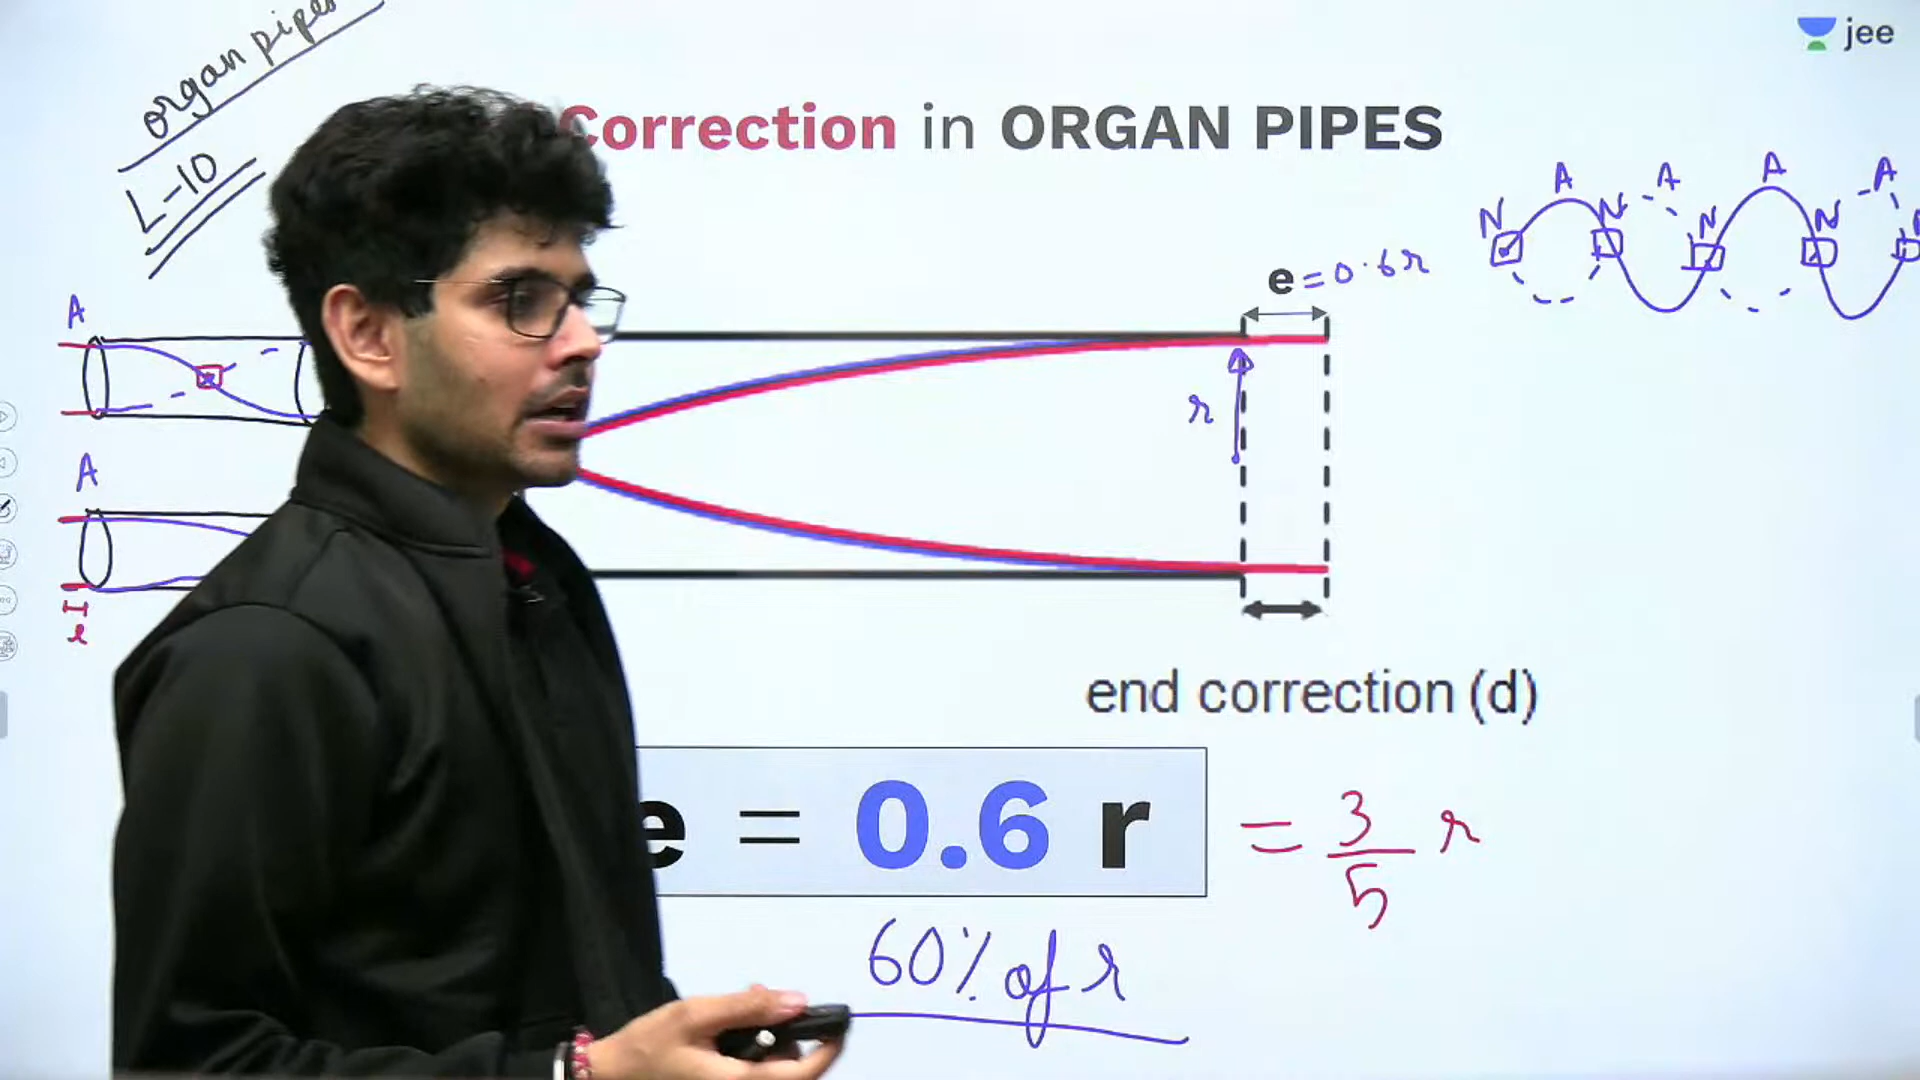 organ pipes
L-10
jee
Correction in ORGAN PIPES
A
N
A
N
A
N
A
N
A
e = 0.6r
A
r
A
e
end correction (d)
e = 0.6 r = 3/5 r
60% of r